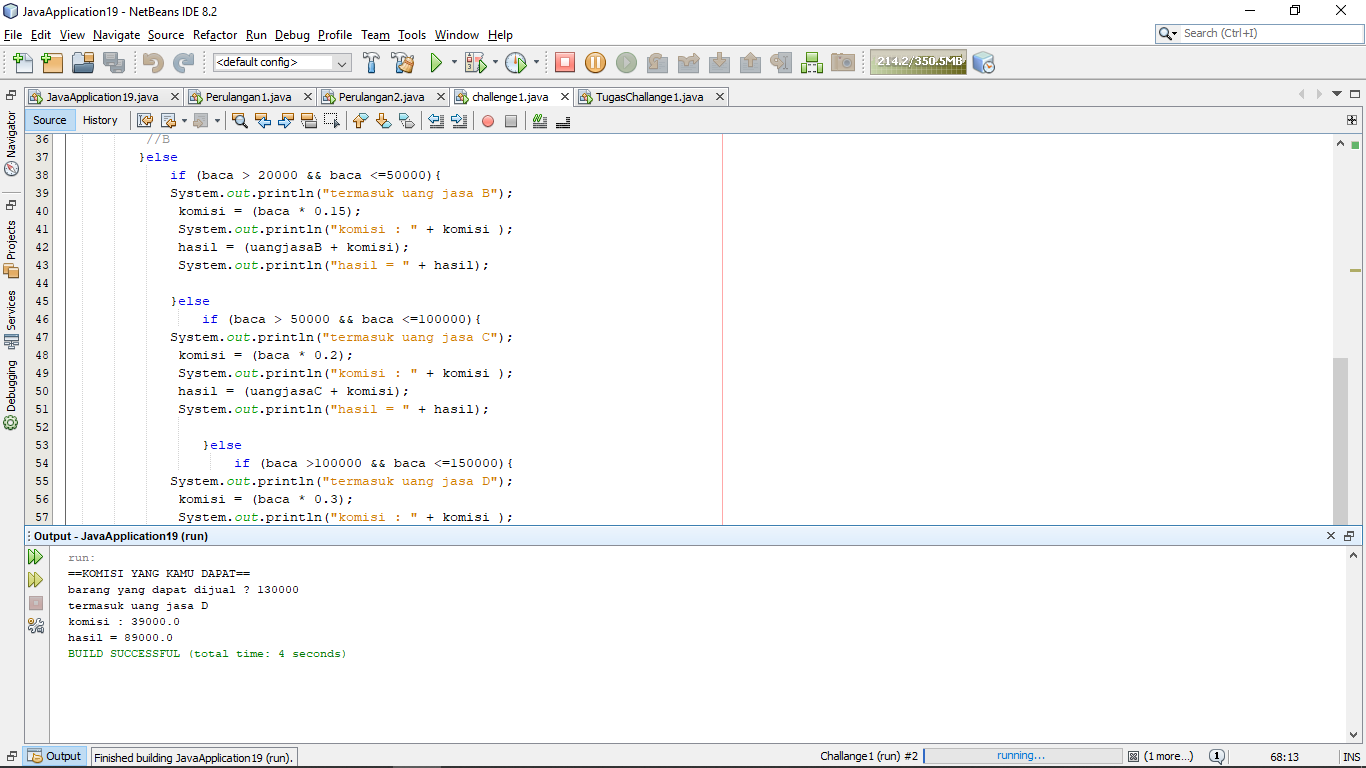 JavaApplication19 - NetBeans IDE 8.2
File Edit View Navigate Source Refactor Run Debug Profile Team Tools Window Help
Search (Ctrl+I)
<default config>
214.2/350.5MB
JavaApplication19.java Perulangan1.java Perulangan2.java challenge1.java TugasChallange1.java
Source History
Navigator
Projects
Services
Debugging
36 //B
37 }else
38 if (baca > 20000 && baca <=50000){
39 System.out.println("termasuk uang jasa B");
40 komisi = (baca * 0.15);
41 System.out.println("komisi : " + komisi );
42 hasil = (uangjasaB + komisi);
43 System.out.println("hasil = " + hasil);
44
45 }else
46 if (baca > 50000 && baca <=100000){
47 System.out.println("termasuk uang jasa C");
48 komisi = (baca * 0.2);
49 System.out.println("komisi : " + komisi );
50 hasil = (uangjasaC + komisi);
51 System.out.println("hasil = " + hasil);
52
53 }else
54 if (baca >100000 && baca <=150000){
55 System.out.println("termasuk uang jasa D");
56 komisi = (baca * 0.3);
57 System.out.println("komisi : " + komisi );
Output - JavaApplication19 (run)
run:
==KOMISI YANG KAMU DAPAT==
barang yang dapat dijual ? 130000
termasuk uang jasa D
komisi : 39000.0
hasil = 89000.0
BUILD SUCCESSFUL (total time: 4 seconds)
Output
Finished building JavaApplication19 (run).
Challange1 (run) #2 running... (1 more...) 1 68:13 INS